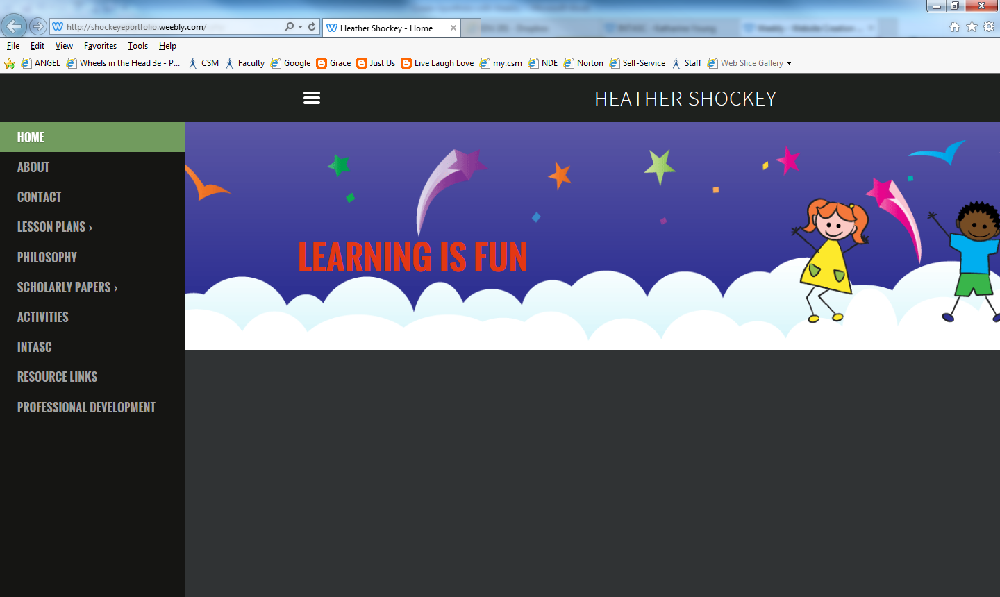 http://shockeyeportfolio.weebly.com/
Heather Shockey - Home
File Edit View Favorites Tools Help
ANGEL Wheels in the Head 3e - P... CSM Faculty Google Grace Just Us Live Laugh Love my.csm NDE Norton Self-Service Staff Web Slice Gallery
HEATHER SHOCKEY
HOME
ABOUT
CONTACT
LESSON PLANS ›
PHILOSOPHY
SCHOLARLY PAPERS ›
ACTIVITIES
INTASC
RESOURCE LINKS
PROFESSIONAL DEVELOPMENT
LEARNING IS FUN